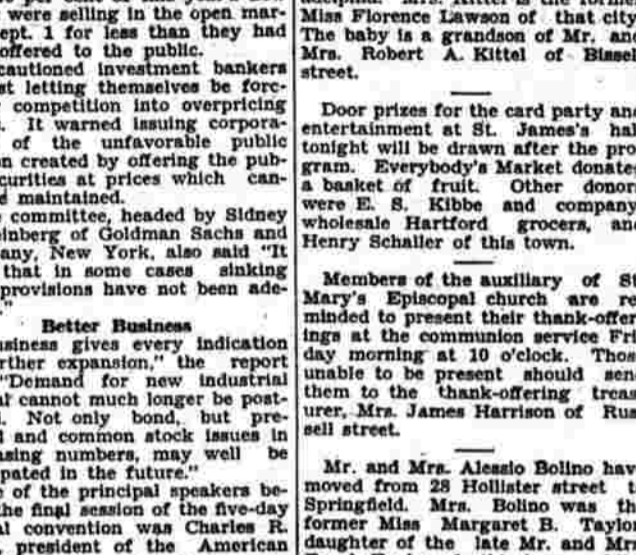 were selling in the open mar-
ept. 1 for less than they had
offered to the public.
cautioned investment bankers
st letting themselves be forc-
competition into overpricing
. It warned issuing corpora-
of the unfavorable public
n created by offering the pub-
curities at prices which can-
maintained.
committee, headed by Sidney
einberg of Goldman Sachs and
any, New York, also said "It
that in some cases sinking
provisions have not been ade-
"
Better Business
usiness gives every indication
rther expansion," the report
"Demand for new industrial
al cannot much longer be post-
. Not only bond, but pre-
d and common stock issues in
asing numbers, may well be
pated in the future."
e of the principal speakers be-
the final session of the five-day
al convention was Charles R.
president of the American
Miss Florence Lawson of that city
The baby is a grandson of Mr. and
Mrs. Robert A. Kittel of Bissel
street.
Door prizes for the card party and
entertainment at St. James's hal
tonight will be drawn after the pro
gram. Everybody's Market donated
a basket of fruit. Other donor
were E. S. Kibbe and company
wholesale Hartford grocers, and
Henry Schaller of this town.
Members of the auxiliary of St
Mary's Episcopal church are re
minded to present their thank-offer
ings at the communion service Fri
day morning at 10 o'clock. Those
unable to be present should send
them to the thank-offering treas
urer, Mrs. James Harrison of Rus
sell street.
Mr. and Mrs. Alessio Bolino have
moved from 28 Hollister street to
Springfield. Mrs. Bolino was the
former Miss Margaret B. Taylor
daughter of the late Mr. and Mrs